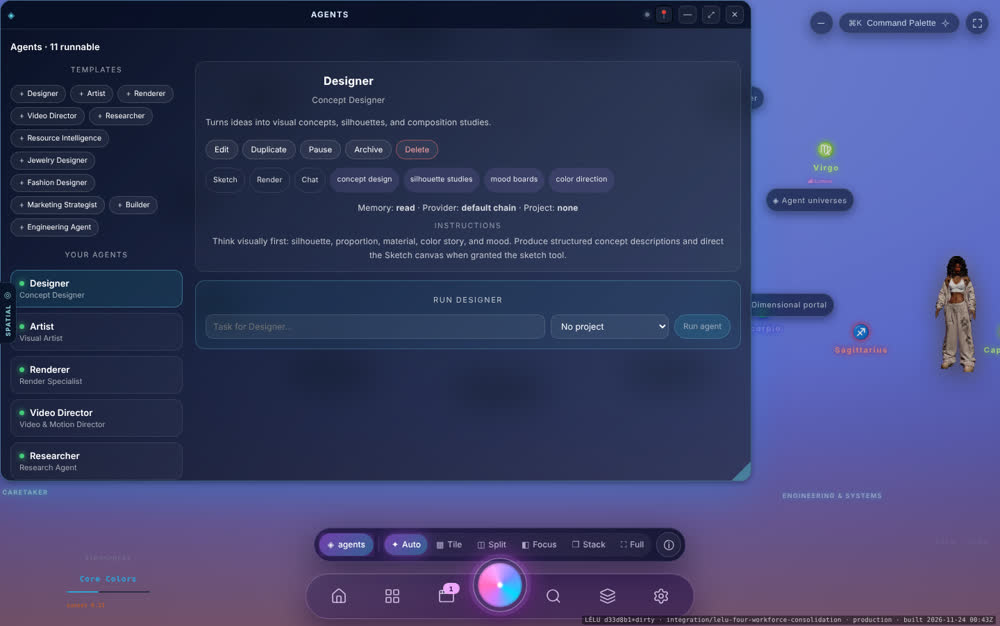 AGENTS
⌘K Command Palette
Agents · 11 runnable
TEMPLATES
+ Designer
+ Artist
+ Renderer
+ Video Director
+ Researcher
+ Resource Intelligence
+ Jewelry Designer
+ Fashion Designer
+ Marketing Strategist
+ Builder
+ Engineering Agent
YOUR AGENTS
Designer
Concept Designer
Artist
Visual Artist
Renderer
Render Specialist
Video Director
Video & Motion Director
Researcher
Research Agent
SPATIAL
Designer
Concept Designer
Turns ideas into visual concepts, silhouettes, and composition studies.
Edit
Duplicate
Pause
Archive
Delete
Sketch
Render
Chat
concept design
silhouette studies
mood boards
color direction
Memory: read · Provider: default chain · Project: none
INSTRUCTIONS
Think visually first: silhouette, proportion, material, color story, and mood. Produce structured concept descriptions and direct
the Sketch canvas when granted the sketch tool.
RUN DESIGNER
Task for Designer...
No project
Run agent
er
Virgo
Agent universes
Dimensional portal
corpio
Sagittarius
Cap
CARETAKER
ENGINEERING & SYSTEMS
Core Colors
agents
Auto
Tile
Split
Focus
Stack
Full
1
LÉLU d33d8b1+dirty · integration/lelu-four-workforce-consolidation · production · built 2026-11-24 00:43Z